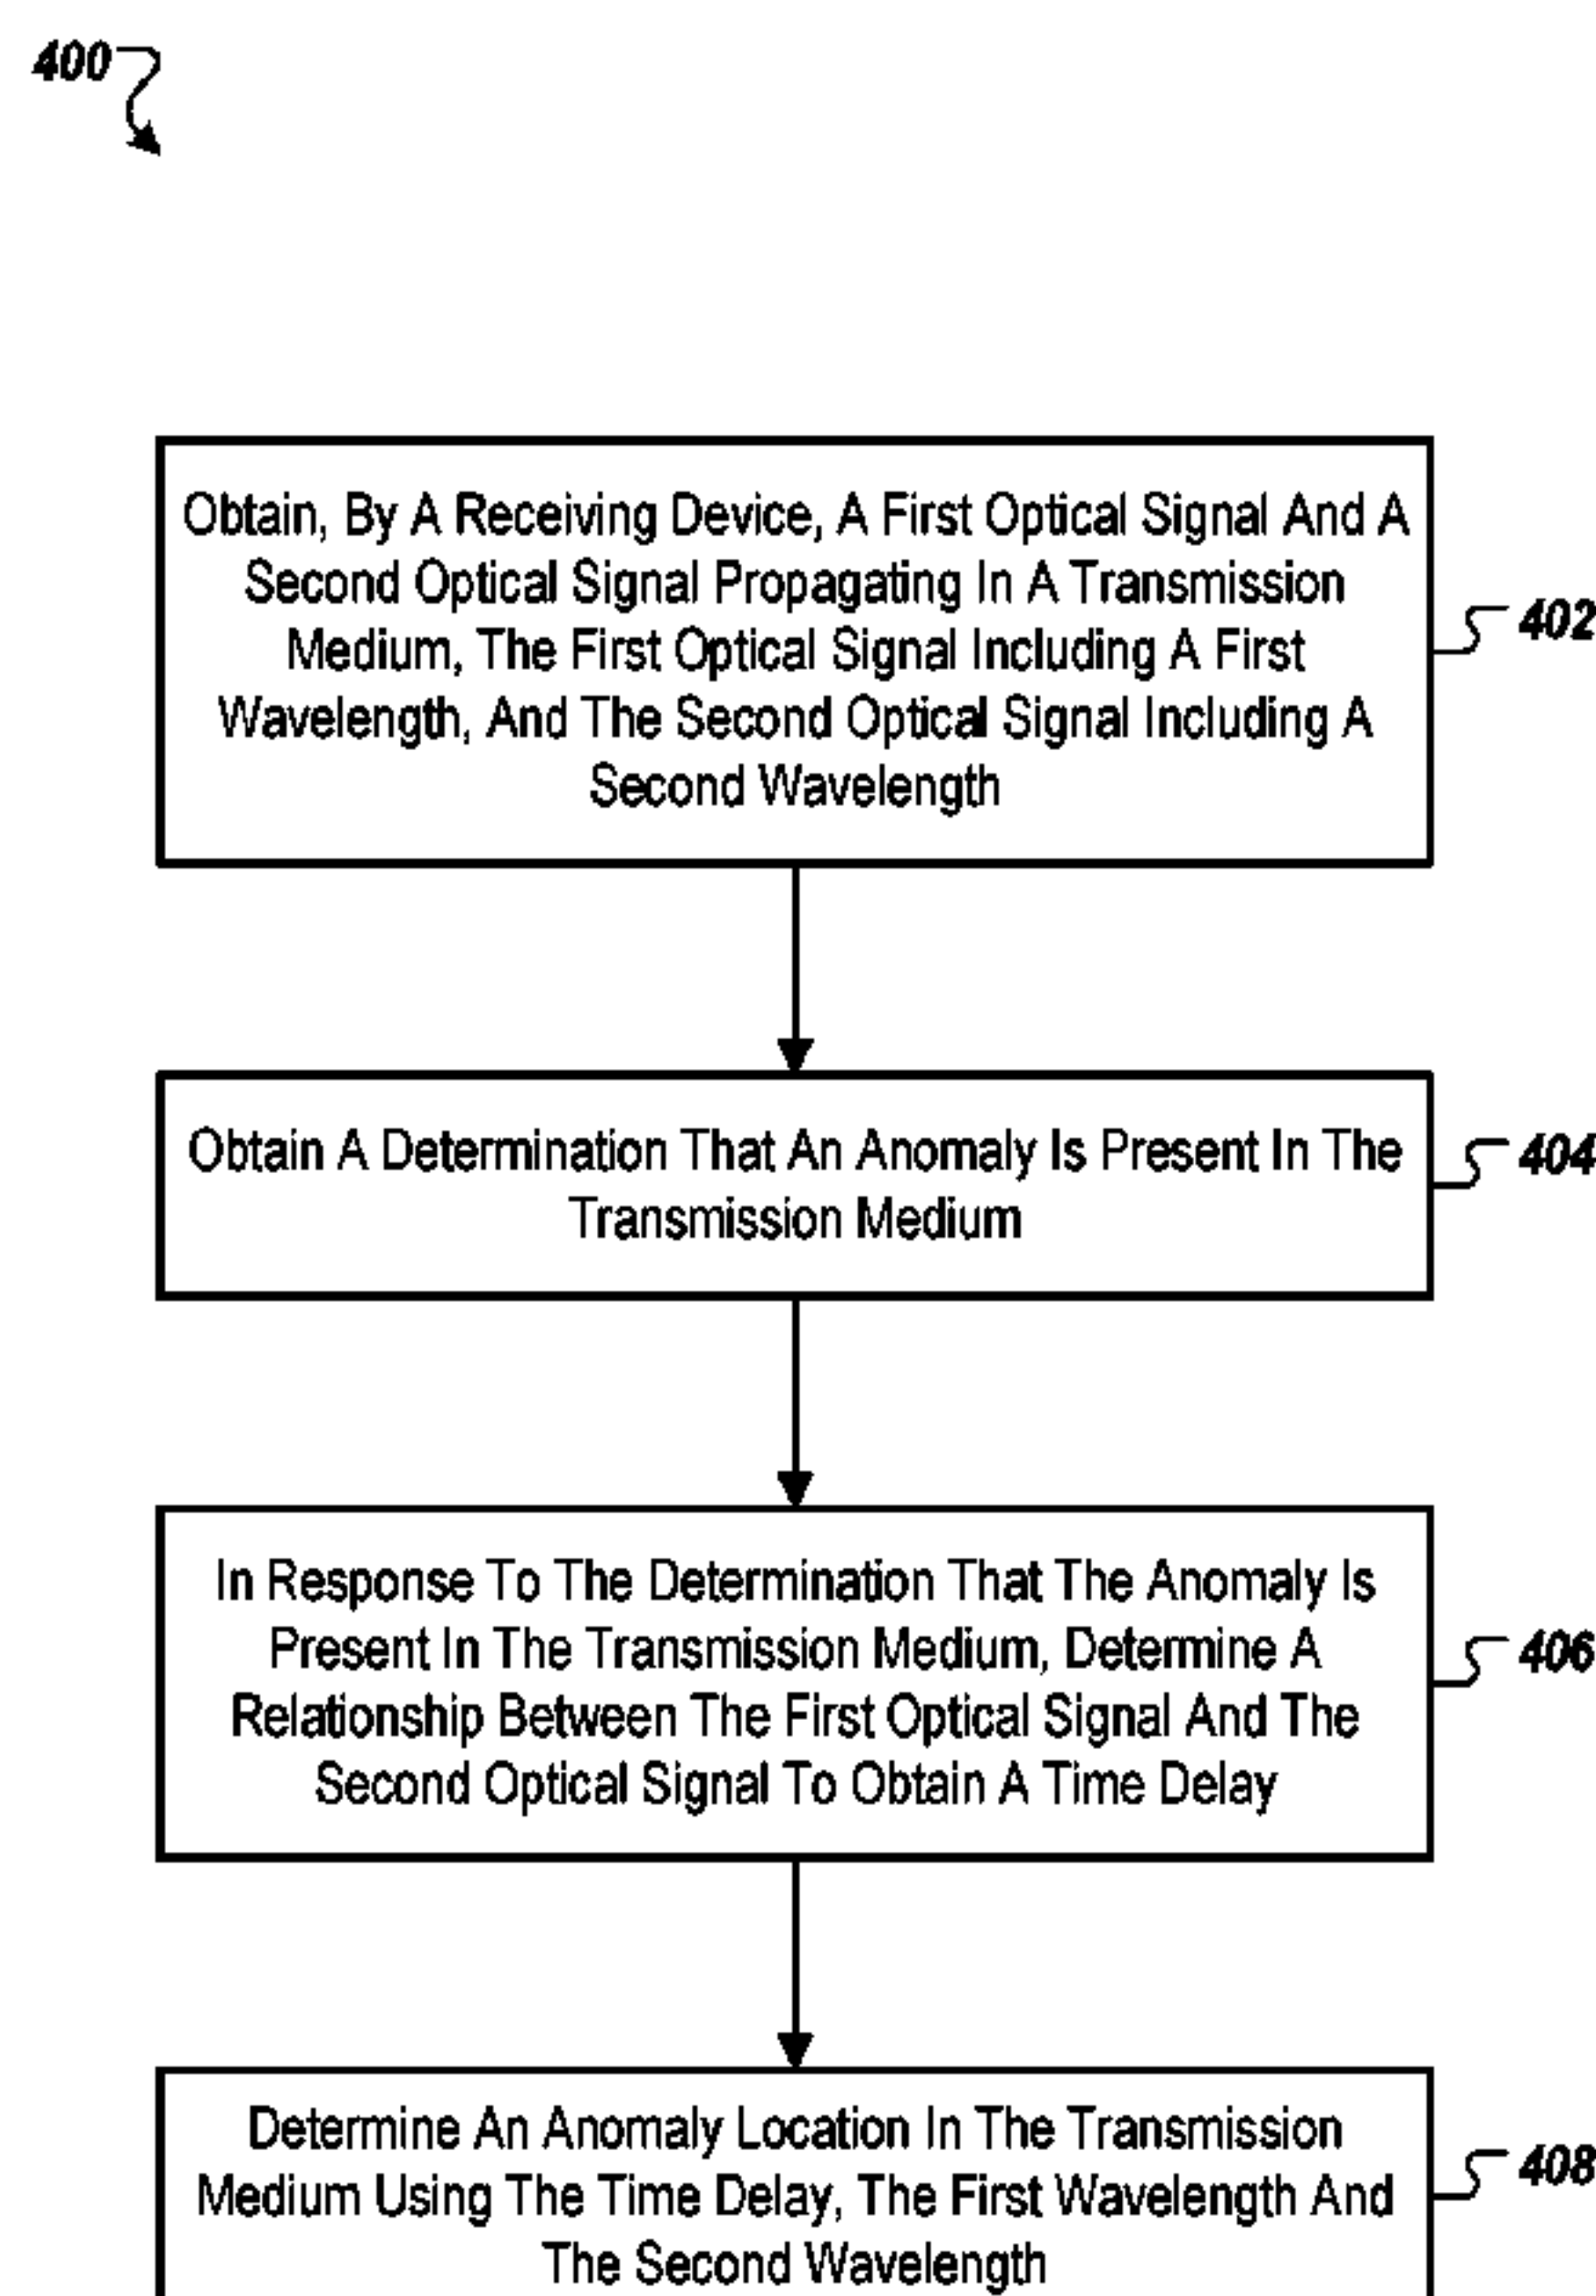 400
Obtain, By A Receiving Device, A First Optical Signal And A
Second Optical Signal Propagating In A Transmission
Medium, The First Optical Signal Including A First
Wavelength, And The Second Optical Signal Including A
Second Wavelength
402
Obtain A Determination That An Anomaly Is Present In The
Transmission Medium
404
In Response To The Determination That The Anomaly Is
Present In The Transmission Medium, Determine A
Relationship Between The First Optical Signal And The
Second Optical Signal To Obtain A Time Delay
406
Determine An Anomaly Location In The Transmission
Medium Using The Time Delay, The First Wavelength And
The Second Wavelength
408